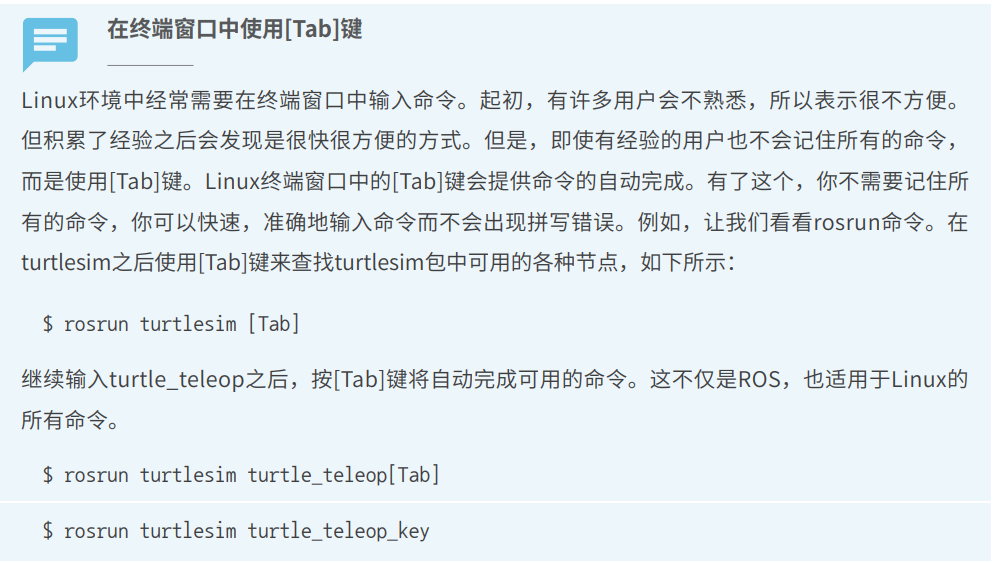 在终端窗口中使用[Tab]键
Linux环境中经常需要在终端窗口中输入命令。起初，有许多用户会不熟悉，所以表示很不方便。
但积累了经验之后会发现是很快很方便的方式。但是，即使有经验的用户也不会记住所有的命令，
而是使用[Tab]键。Linux终端窗口中的[Tab]键会提供命令的自动完成。有了这个，你不需要记住所
有的命令，你可以快速，准确地输入命令而不会出现拼写错误。例如，让我们看看rosrun命令。在
turtlesim之后使用[Tab]键来查找turtlesim包中可用的各种节点，如下所示：
$ rosrun turtlesim [Tab]
继续输入turtle_teleop之后，按[Tab]键将自动完成可用的命令。这不仅是ROS，也适用于Linux的
所有命令。
$ rosrun turtlesim turtle_teleop[Tab]
$ rosrun turtlesim turtle_teleop_key